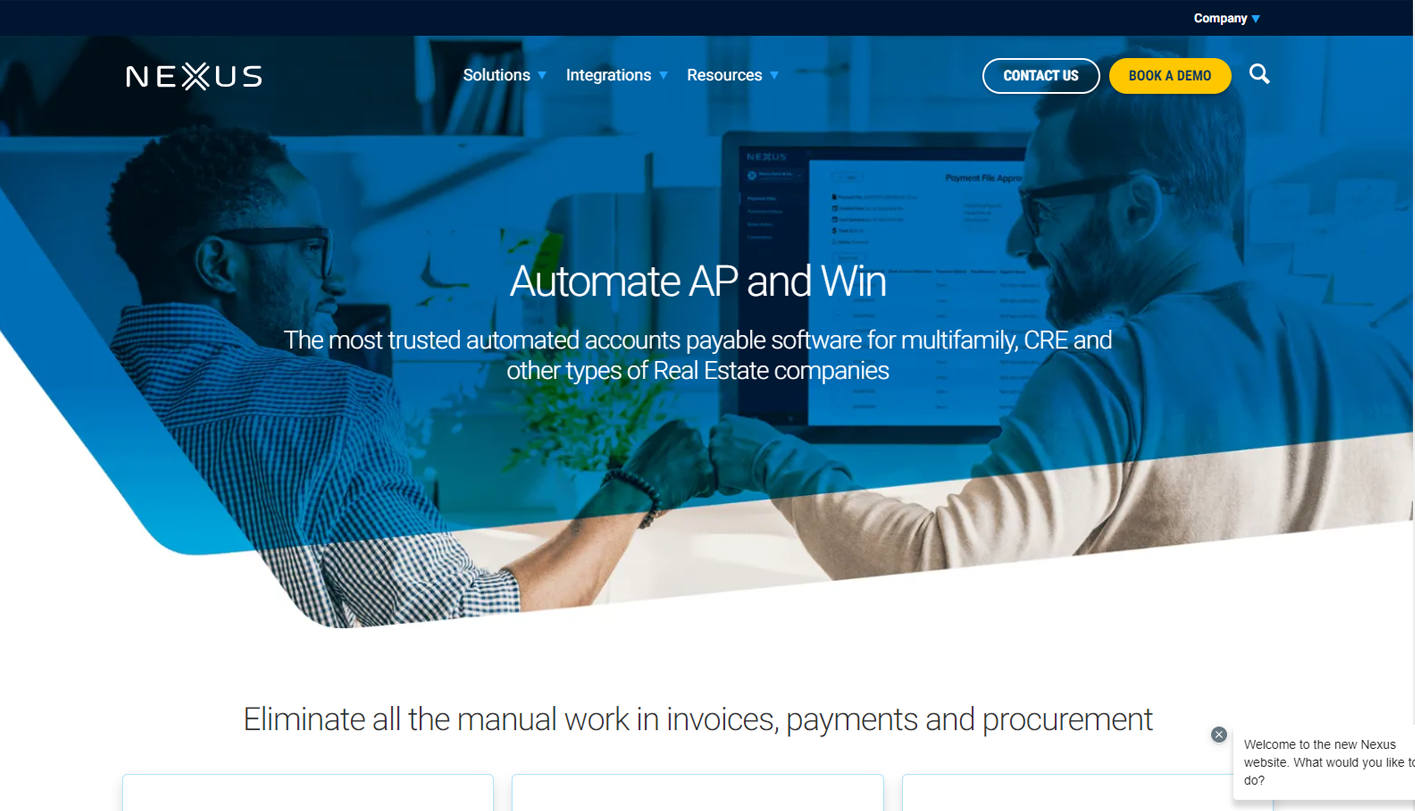 Company
NEXUS
Solutions
Integrations
Resources
CONTACT US
BOOK A DEMO
NEXUS
Payment File Appro
Automate AP and Win
The most trusted automated accounts payable software for multifamily, CRE and
other types of Real Estate companies
Eliminate all the manual work in invoices, payments and procurement
Welcome to the new Nexus
website. What would you like to
do?